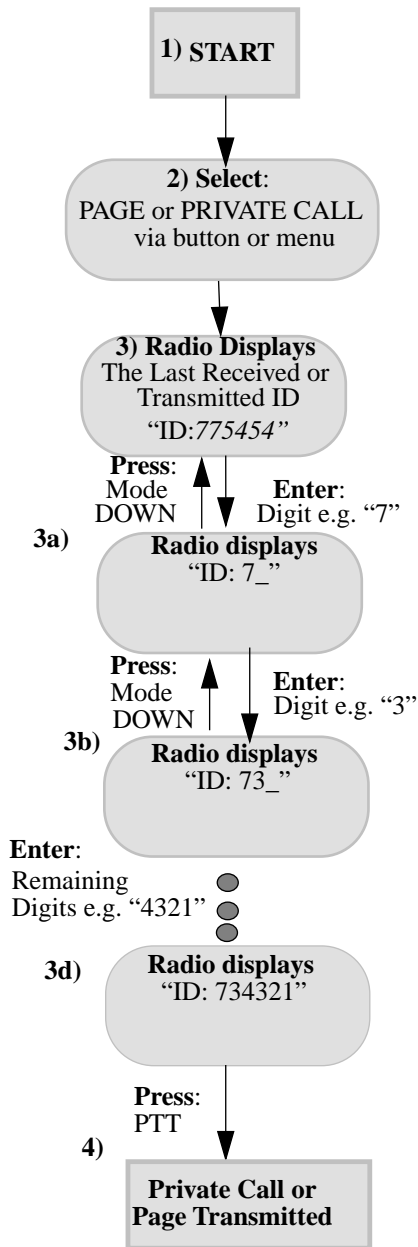 1) START
2) Select:
PAGE or PRIVATE CALL
via button or menu
3) Radio Displays
The Last Received or
Transmitted ID
“ID:775454”
Press:
Mode
DOWN
Enter:
Digit e.g. “7”
3a)
Radio displays
“ID: 7_”
Press:
Mode
DOWN
Enter:
Digit e.g. “3”
3b)
Radio displays
“ID: 73_”
Enter:
Remaining
Digits e.g. “4321”
3d)
Radio displays
“ID: 734321”
Press:
PTT
4)
Private Call or
Page Transmitted